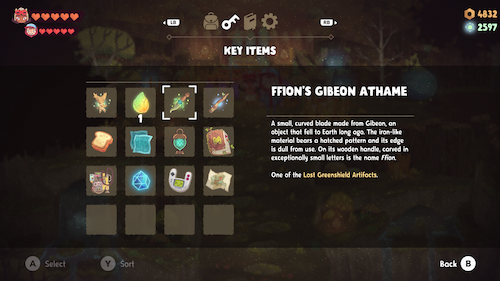 LB
RB
4832
2597
KEY ITEMS
1
FFION'S GIBEON ATHAME
A small, curved blade made from Gibeon, an
object that fell to Earth long ago. The iron-like
material bears a hatched pattern and its edge
is dull from use. On its wooden handle, carved in
exceptionally small letters is the name Ffion.
One of the Lost Greenshield Artifacts.
A Select
Y Sort
Back B